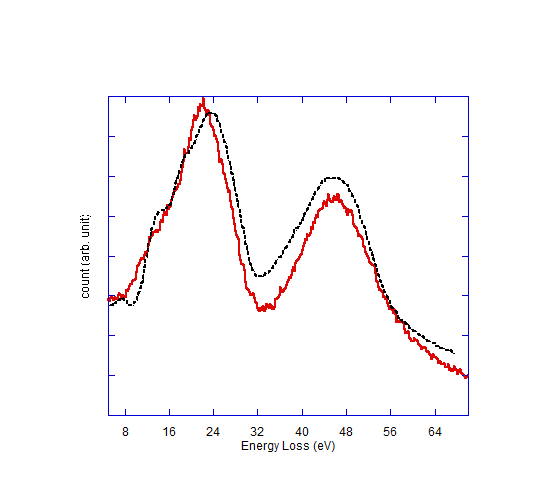 count (arb. unit)
8 16 24 32 40 48 56 64
Energy Loss (eV)